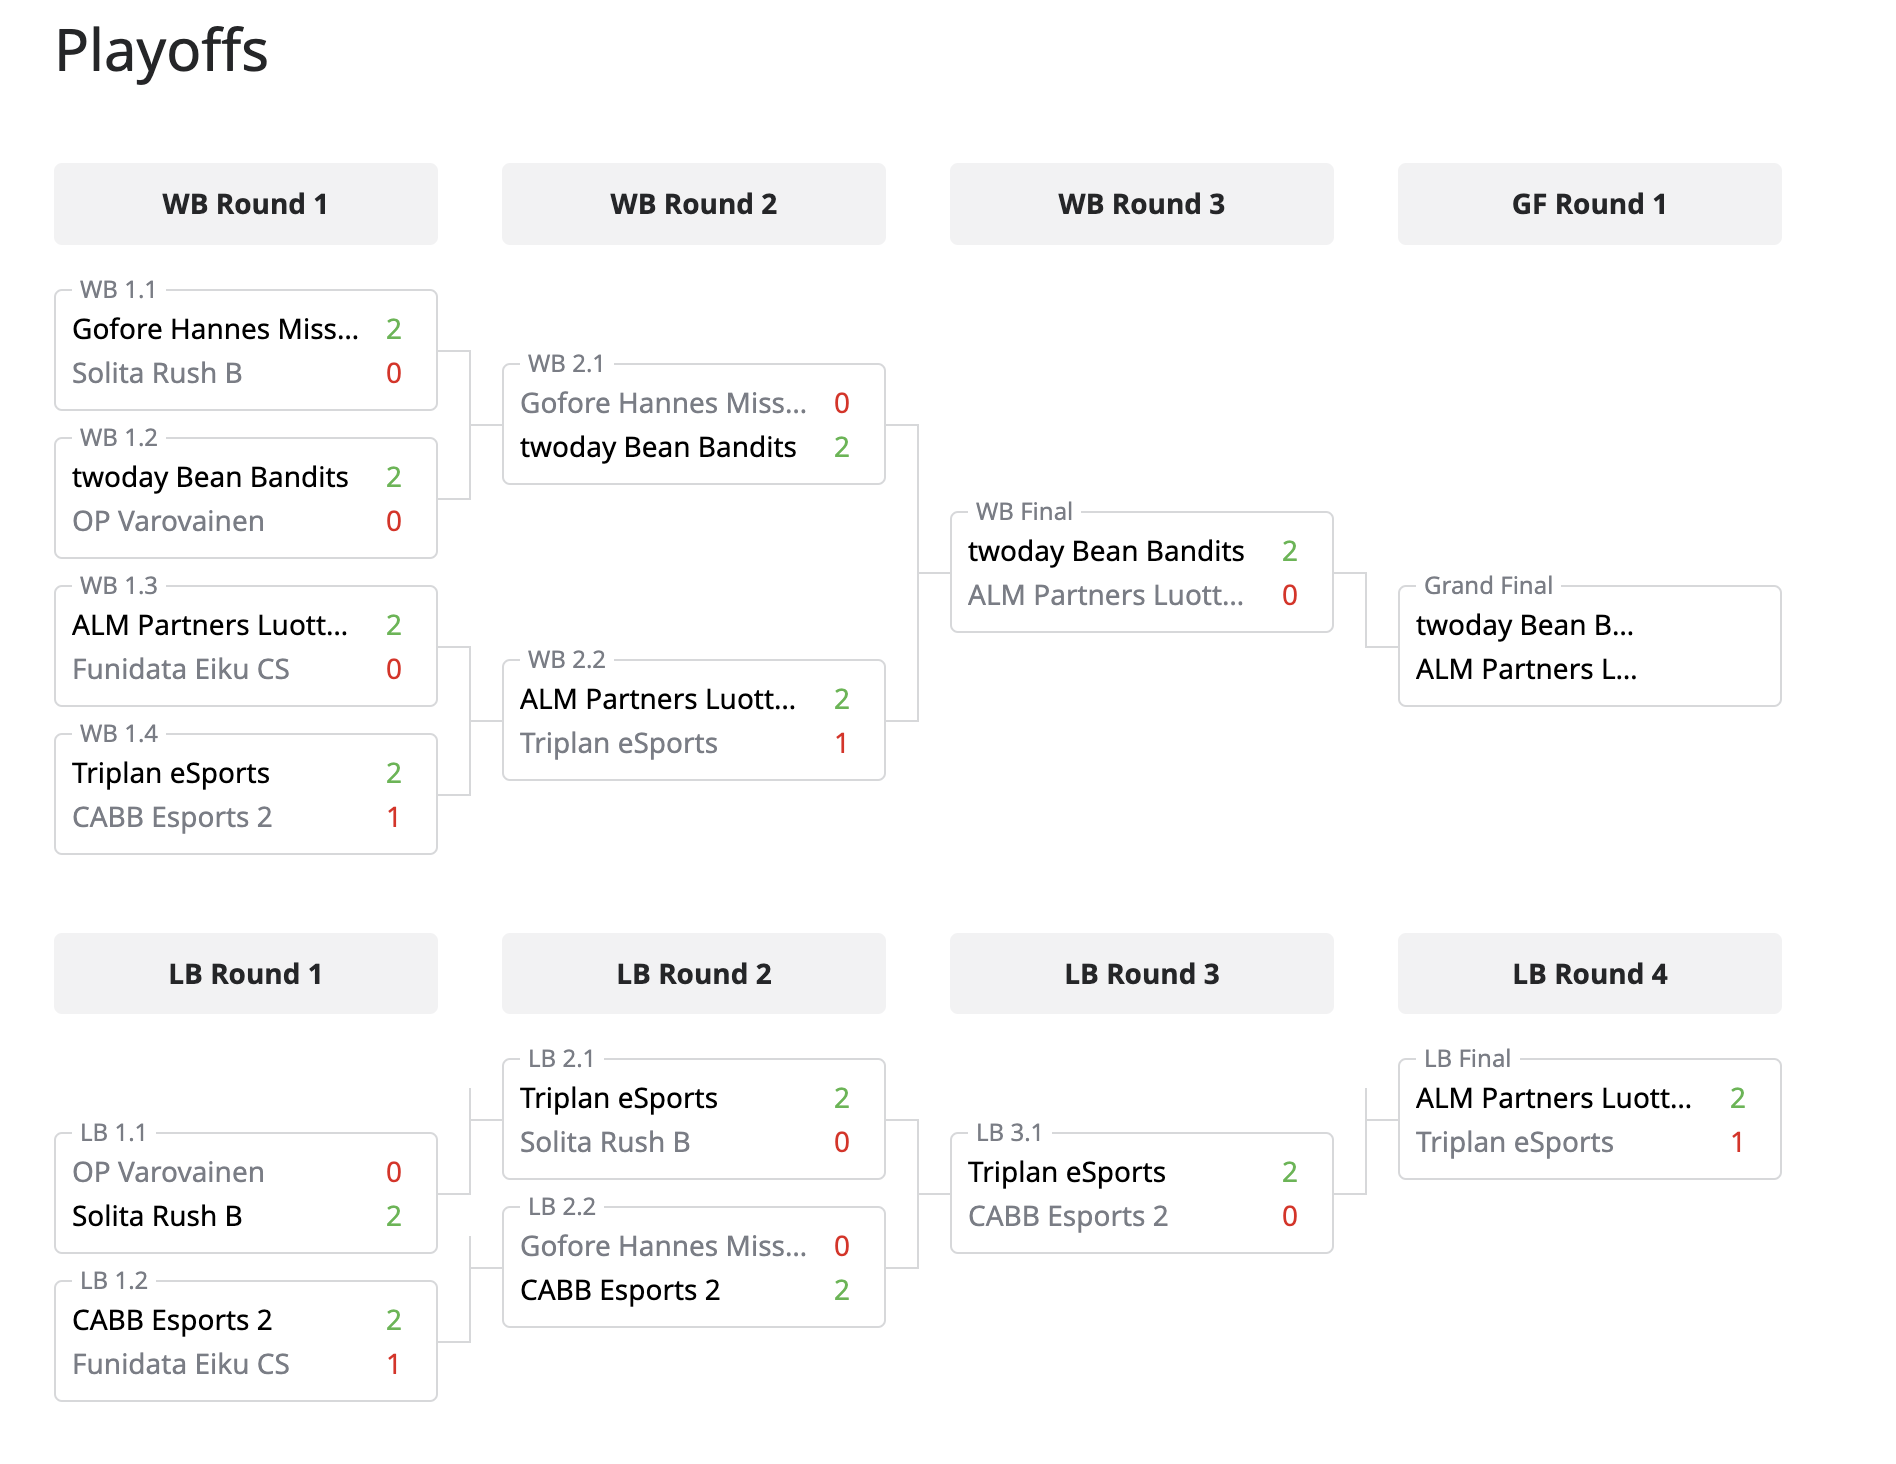 Playoffs
WB Round 1
WB Round 2
WB Round 3
GF Round 1
WB 1.1
Gofore Hannes Miss... 2
Solita Rush B 0
WB 1.2
twoday Bean Bandits 2
OP Varovainen 0
WB 1.3
ALM Partners Luott... 2
Funidata Eiku CS 0
WB 1.4
Triplan eSports 2
CABB Esports 2 1
WB 2.1
Gofore Hannes Miss... 0
twoday Bean Bandits 2
WB 2.2
ALM Partners Luott... 2
Triplan eSports 1
WB Final
twoday Bean Bandits 2
ALM Partners Luott... 0
Grand Final
twoday Bean B...
ALM Partners L...
LB Round 1
LB Round 2
LB Round 3
LB Round 4
LB 1.1
OP Varovainen 0
Solita Rush B 2
LB 1.2
CABB Esports 2 2
Funidata Eiku CS 1
LB 2.1
Triplan eSports 2
Solita Rush B 0
LB 2.2
Gofore Hannes Miss... 0
CABB Esports 2 2
LB 3.1
Triplan eSports 2
CABB Esports 2 0
LB Final
ALM Partners Luott... 2
Triplan eSports 1